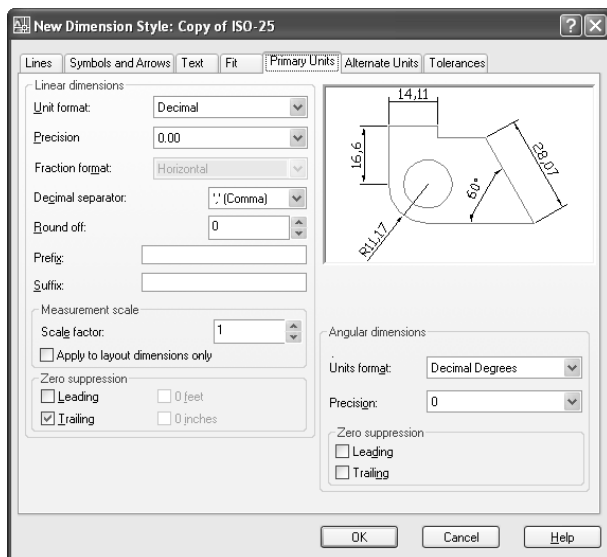 New Dimension Style: Copy of ISO-25
Lines Symbols and Arrows Text Fit Primary Units Alternate Units Tolerances
Linear dimensions
Unit format: Decimal
Precision 0.00
Fraction format: Horizontal
Decimal separator: ',' (Comma)
Round off: 0
Prefix:
Suffix:
Measurement scale
Scale factor: 1
Apply to layout dimensions only
Zero suppression
Leading 0 feet
Trailing 0 inches
14,11
16,6
28,07
60°
R11,17
Angular dimensions
Units format: Decimal Degrees
Precision: 0
Zero suppression
Leading
Trailing
OK Cancel Help